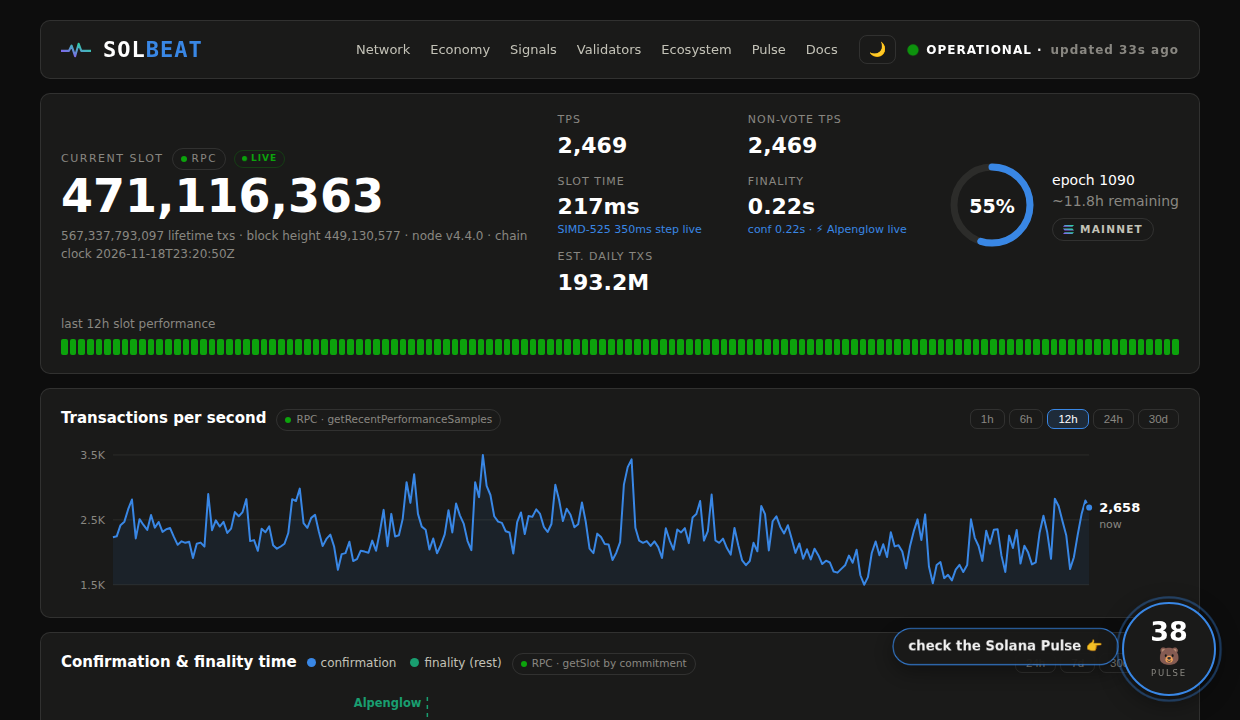 SOLBEAT
Network Economy Signals Validators Ecosystem Pulse Docs
OPERATIONAL · updated 33s ago
CURRENT SLOT RPC LIVE
471,116,363
567,337,793,097 lifetime txs · block height 449,130,577 · node v4.4.0 · chain
clock 2026-11-18T23:20:50Z
TPS
2,469
NON-VOTE TPS
2,469
SLOT TIME
217ms
SIMD-525 350ms step live
FINALITY
0.22s
conf 0.22s · ⚡ Alpenglow live
EST. DAILY TXS
193.2M
55%
epoch 1090
~11.8h remaining
MAINNET
last 12h slot performance
Transactions per second RPC · getRecentPerformanceSamples
1h 6h 12h 24h 30d
3.5K
2.5K
1.5K
2,658
now
Confirmation & finality time confirmation finality (rest) RPC · getSlot by commitment
Alpenglow
check the Solana Pulse 👉
38
PULSE